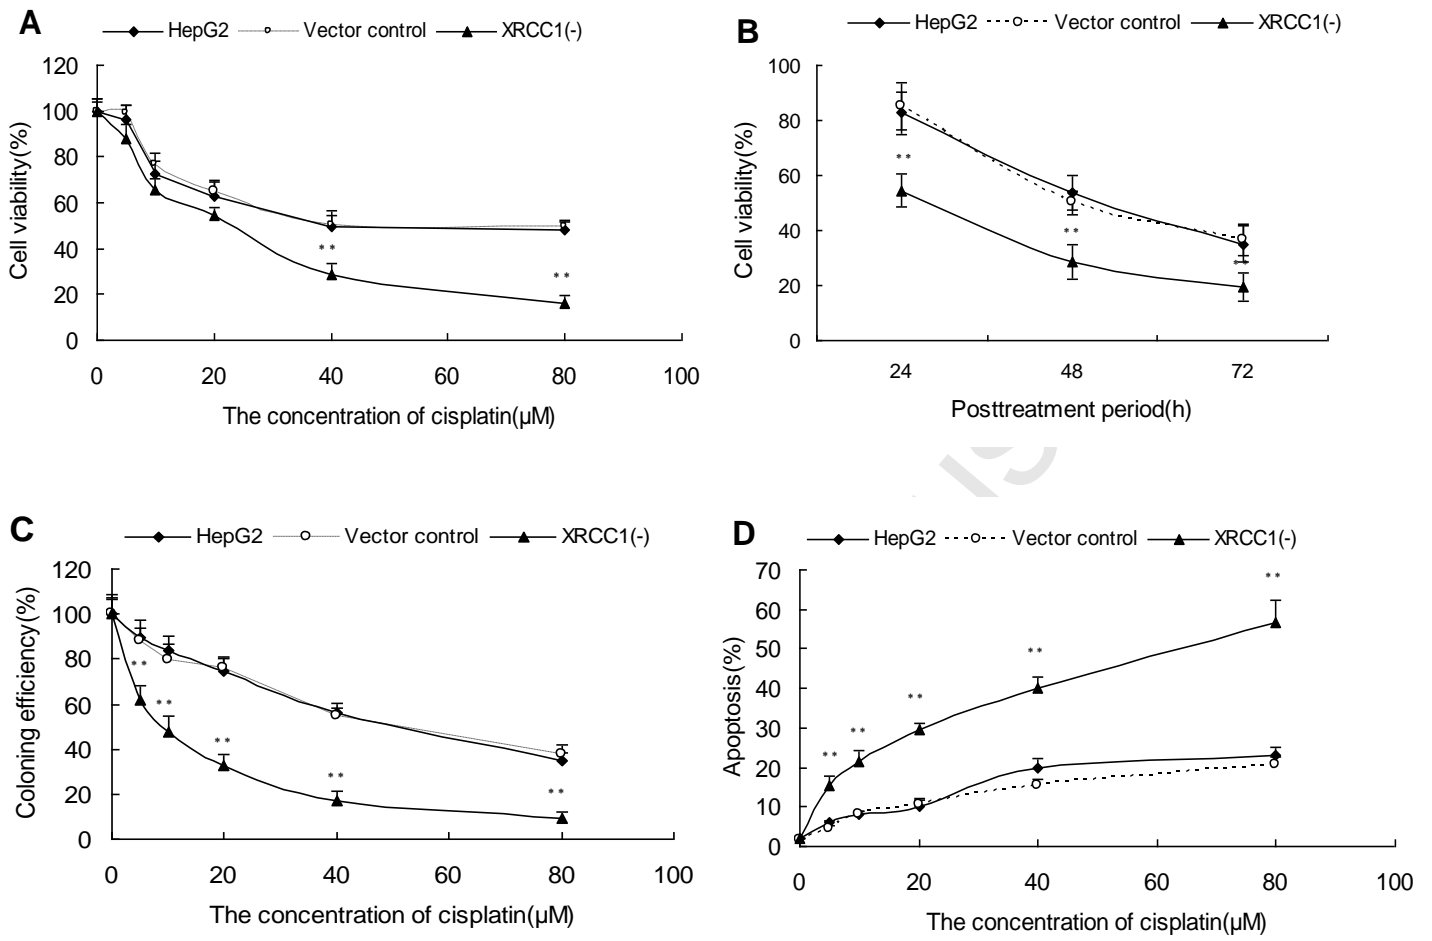 A
HepG2 Vector control XRCC1(-)
120
100
80
60
40
20
0
Cell viability(%)
** **
0 20 40 60 80 100
The concentration of cisplatin(µM)
B
HepG2 Vector control XRCC1(-)
100
80
60
40
20
0
Cell viability(%)
** ** **
24 48 72
Posttreatment period(h)
C
HepG2 Vector control XRCC1(-)
120
100
80
60
40
20
0
Coloning efficiency(%)
** ** ** ** **
0 20 40 60 80 100
The concentration of cisplatin(µM)
D
HepG2 Vector control XRCC1(-)
70
60
50
40
30
20
10
0
Apoptosis(%)
** ** ** ** **
0 20 40 60 80 100
The concentration of cisplatin(µM)